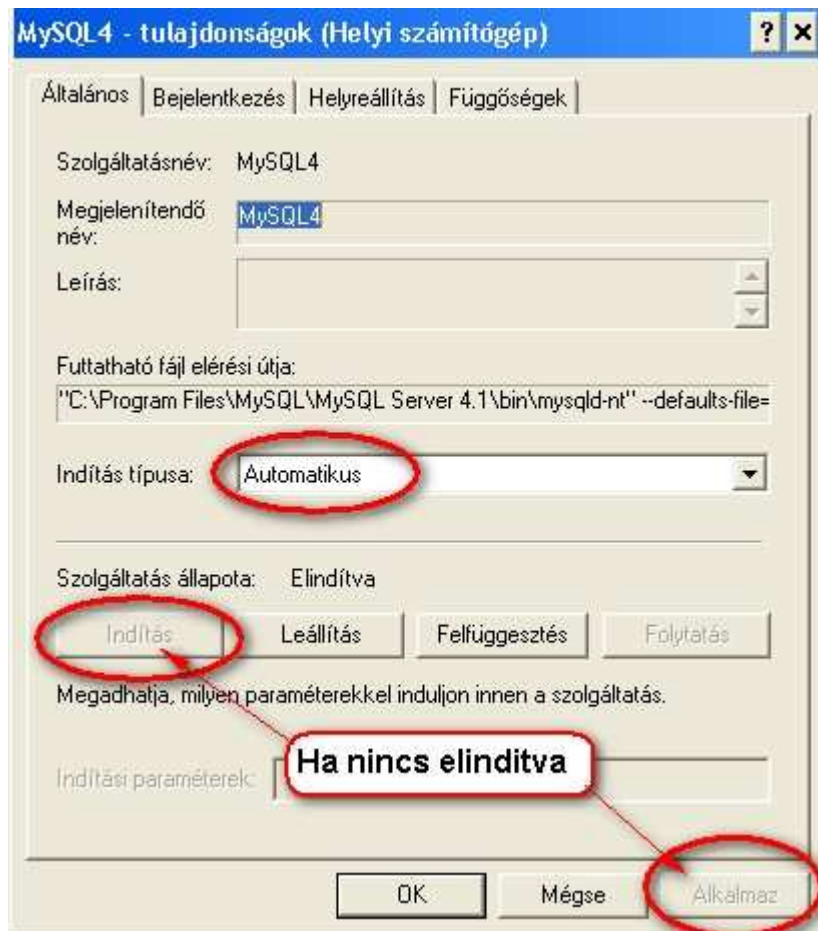 MySQL4 - tulajdonságok (Helyi számítógép)
Általános Bejelentkezés Helyreállítás Függőségek
Szolgáltatásnév: MySQL4
Megjelenítendő
név:
MySQL4
Leírás:
Futtatható fájl elérési útja:
"C:\Program Files\MySQL\MySQL Server 4.1\bin\mysqld-nt" --defaults-file=
Indítás típusa: Automatikus
Szolgáltatás állapota: Elindítva
Indítás Leállítás Felfüggesztés Folytatás
Megadhatja, milyen paraméterekkel induljon innen a szolgáltatás.
Ha nincs elinditva
Indítási paraméterek:
OK Mégse Alkalmaz